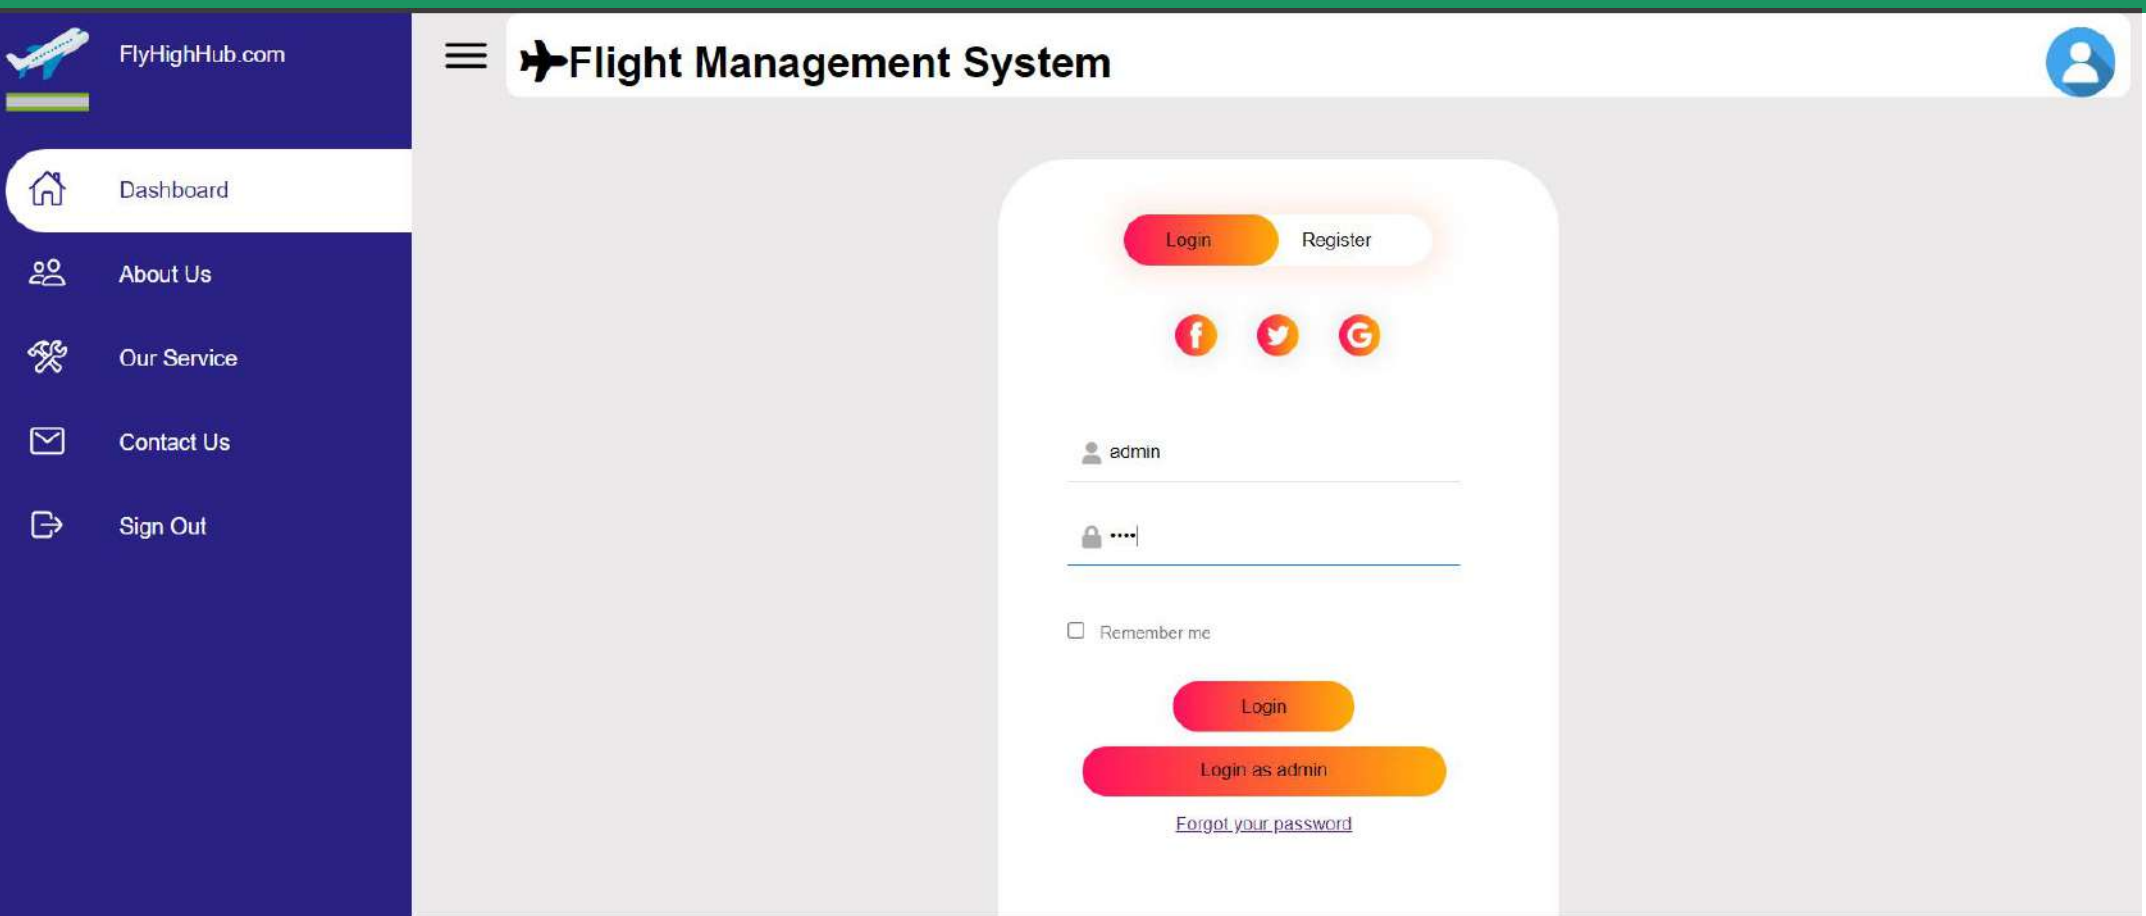 FlyHighHub.com
Flight Management System
Dashboard
About Us
Our Service
Contact Us
Sign Out
Login Register
admin
••••
Remember me
Login
Login as admin
Forgot your password